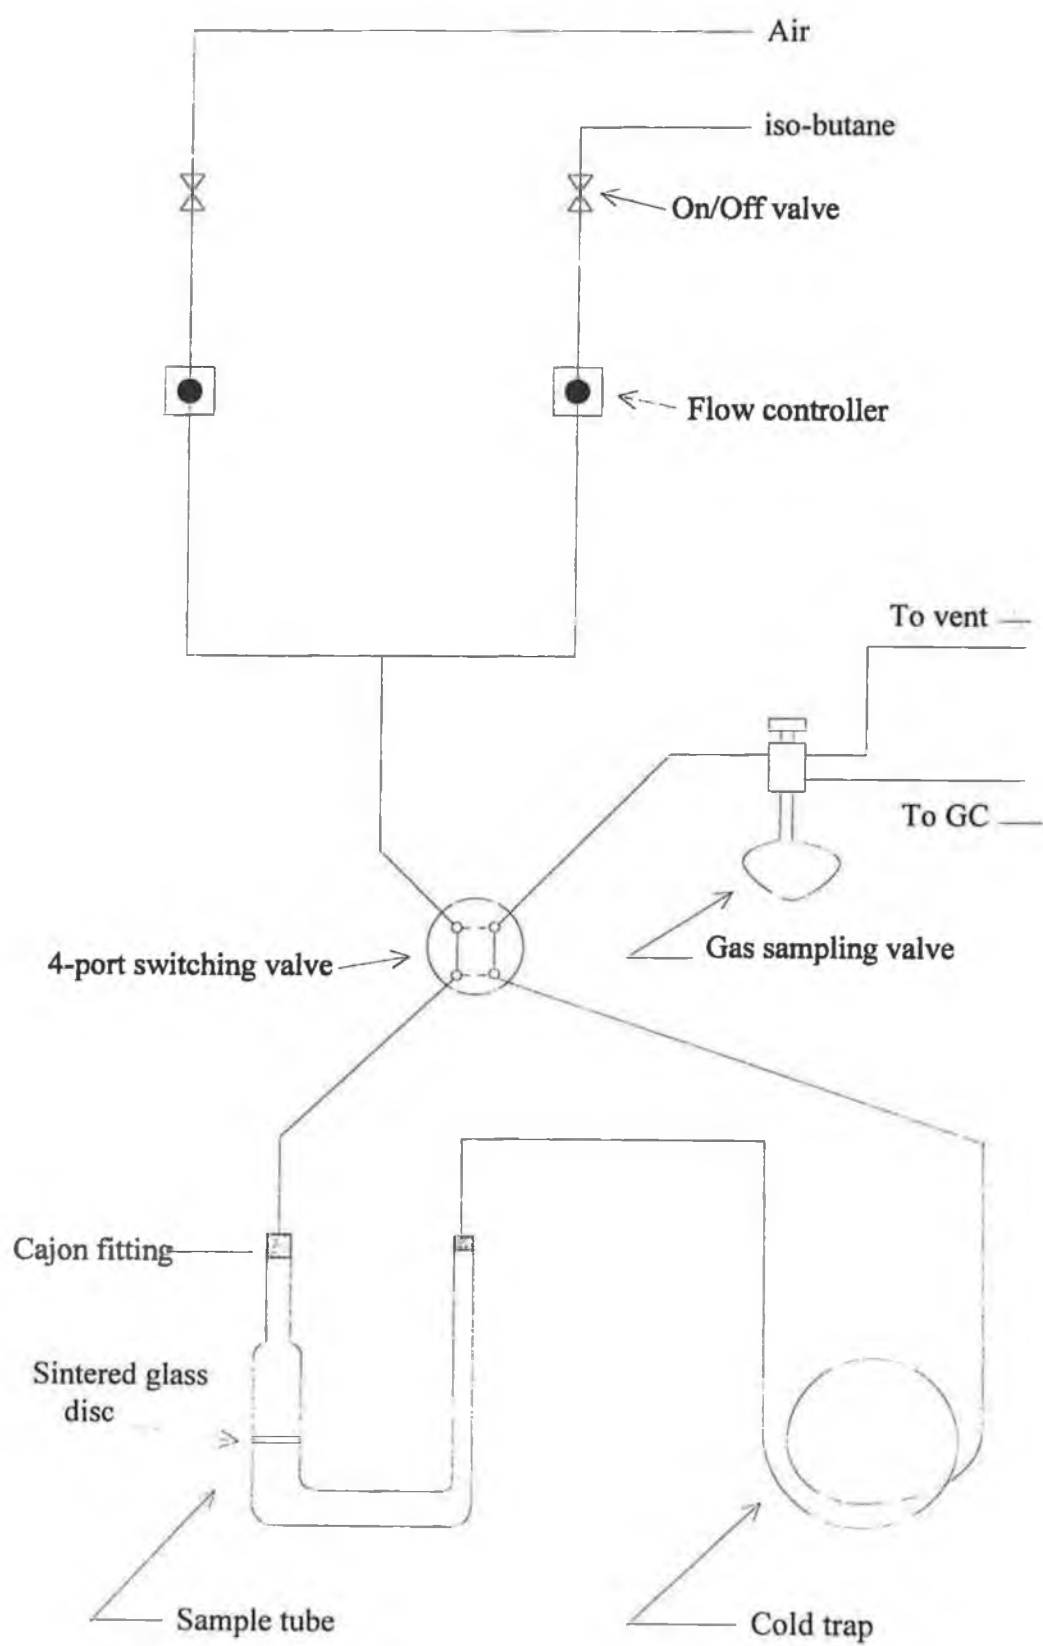 Air
iso-butane
On/Off valve
Flow controller
To vent
To GC
4-port switching valve
Gas sampling valve
Cajon fitting
Sintered glass
disc
Sample tube
Cold trap